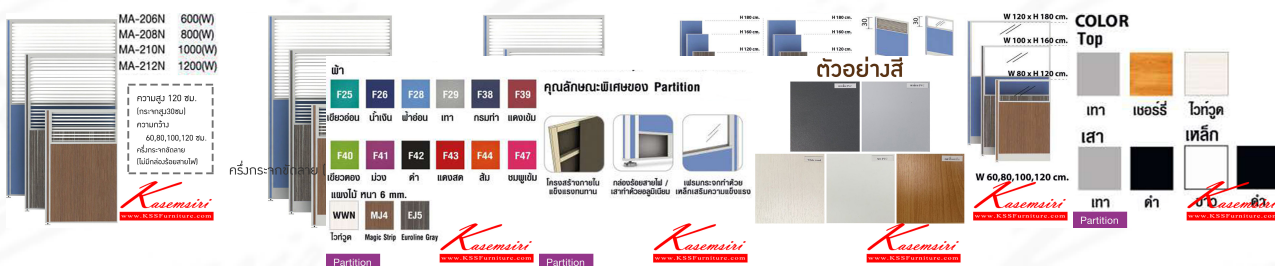 MA-206N 600(W)
MA-208N 800(W)
MA-210N 1000(W)
MA-212N 1200(W)
ความสูง 120 ซม.
(กระจกสูง30ซม)
ความกว้าง
60,80,100,120 ซม.
ครึ่งกระจกขัดลาย
(ไม่มีกล่องร้อยสายไฟ)
Kasemsiri
www.KSSFurniture.com
ครึ่งกระจกขัดลาย
ผ้า
F25 F26 F28 F29 F38 F39
เขียวอ่อน น้ำเงิน ฟ้าอ่อน เทา กรมท่า แดงเข้ม
F40 F41 F42 F43 F44 F47
เขียวตอง ม่วง ดำ แดงสด ส้ม ชมพูเข้ม
แผงไม้ หนา 6 mm.
WWN MJ4 EJ5
ไวท์วูด Magic Strip Euroline Gray
Kasemsiri
www.KSSFurniture.com
Partition
คุณลักษณะพิเศษของ Partition
โครงสร้างภายใน
แข็งแรงทนทาน
กล่องร้อยสายไฟ /
เสาทำด้วยอลูมิเนียม
เฟรมกระจกทำด้วย
เหล็กเสริมความแข็งแรง
Partition
Kasemsiri
www.KSSFurniture.com
H 180 cm.
H 160 cm.
H 120 cm.
H 180 cm.
H 160 cm.
H 120 cm.
30
30
ตัวอย่างสี
Kasemsiri
www.KSSFurniture.com
W 120 x H 180 cm.
W 100 x H 160 cm.
W 80 x H 120 cm.
W 60,80,100,120 cm.
Kasemsiri
www.KSSFurniture.com
COLOR
Top
เทา เชอร์รี่ ไวท์วูด
เสา เหล็ก
เทา ดำ ขาว ดำ
Partition
Kasemsiri
www.KSSFurniture.com